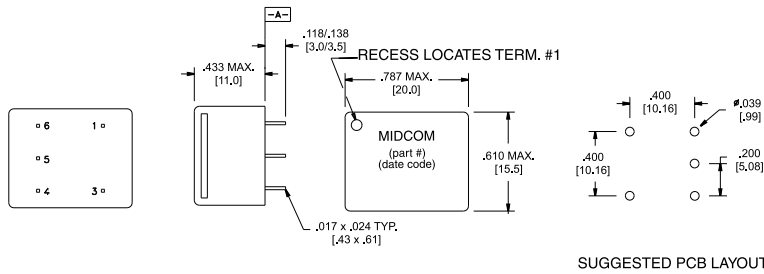 -A-
.118/.138
[3.0/3.5]
RECESS LOCATES TERM. #1
.433 MAX.
[11.0]
.787 MAX.
[20.0]
.400
[10.16]
ø.039
[.99]
6
1
5
4
3
MIDCOM
(part #)
(date code)
.610 MAX.
[15.5]
.400
[10.16]
.200
[5.08]
.017 x .024 TYP.
[.43 x .61]
SUGGESTED PCB LAYOUT